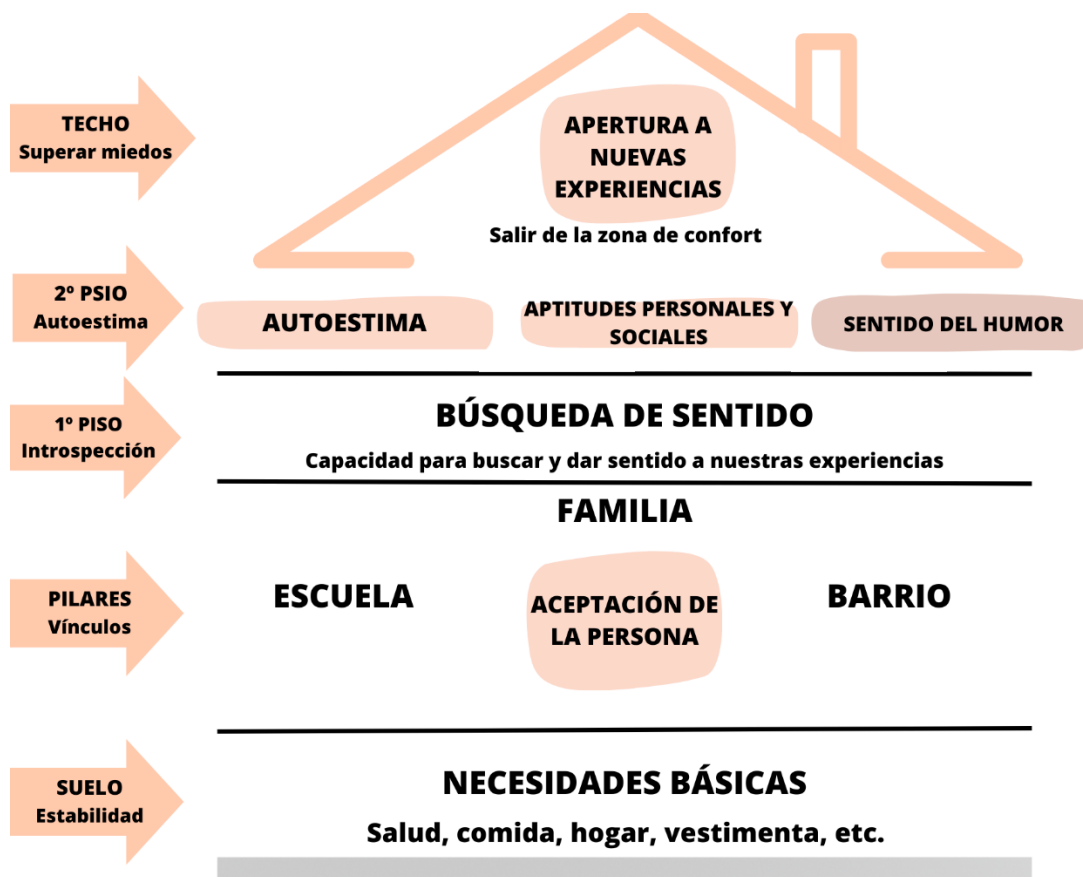 TECHO
Superar miedos
APERTURA A
NUEVAS
EXPERIENCIAS
Salir de la zona de confort
2º PSIO
Autoestima
AUTOESTIMA
APTITUDES PERSONALES Y
SOCIALES
SENTIDO DEL HUMOR
1º PISO
Introspección
BÚSQUEDA DE SENTIDO
Capacidad para buscar y dar sentido a nuestras experiencias
PILARES
Vínculos
FAMILIA
ESCUELA
ACEPTACIÓN DE
LA PERSONA
BARRIO
SUELO
Estabilidad
NECESIDADES BÁSICAS
Salud, comida, hogar, vestimenta, etc.